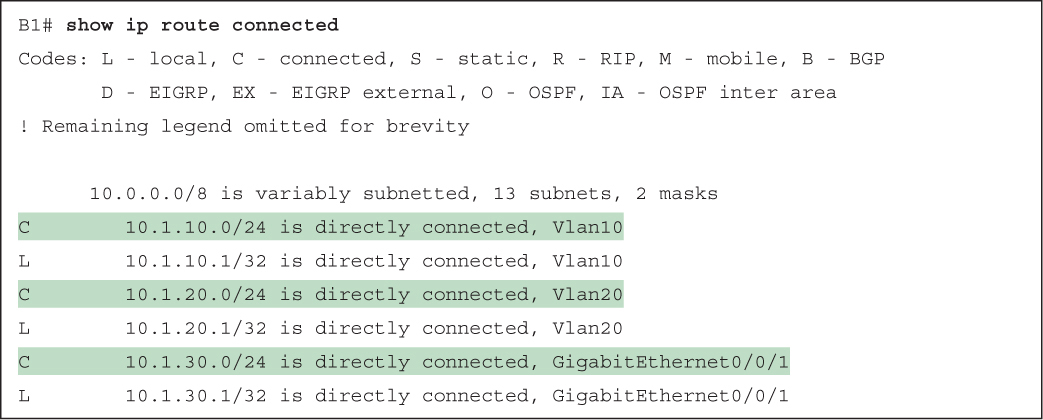 B1# show ip route connected
Codes: L - local, C - connected, S - static, R - RIP, M - mobile, B - BGP
       D - EIGRP, EX - EIGRP external, O - OSPF, IA - OSPF inter area
! Remaining legend omitted for brevity

      10.0.0.0/8 is variably subnetted, 13 subnets, 2 masks
C        10.1.10.0/24 is directly connected, Vlan10
L        10.1.10.1/32 is directly connected, Vlan10
C        10.1.20.0/24 is directly connected, Vlan20
L        10.1.20.1/32 is directly connected, Vlan20
C        10.1.30.0/24 is directly connected, GigabitEthernet0/0/1
L        10.1.30.1/32 is directly connected, GigabitEthernet0/0/1